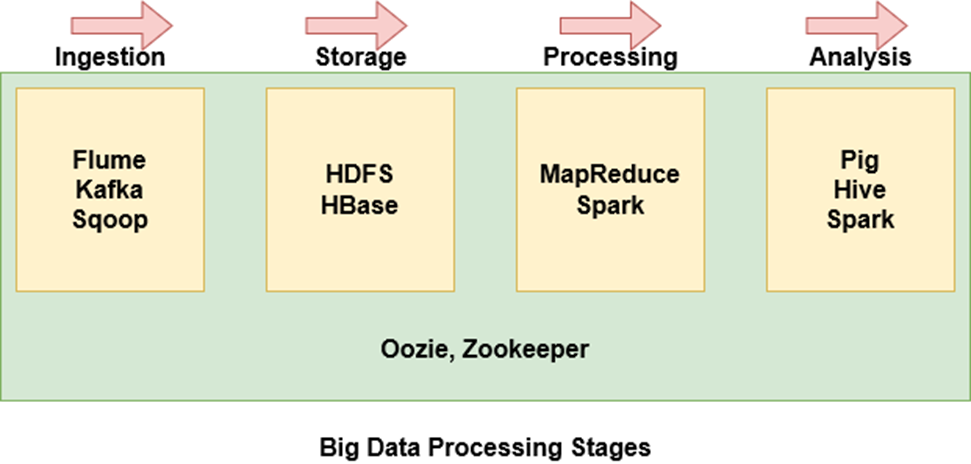 Ingestion
Storage
Processing
Analysis
Flume
Kafka
Sqoop
HDFS
HBase
MapReduce
Spark
Pig
Hive
Spark
Oozie, Zookeeper
Big Data Processing Stages